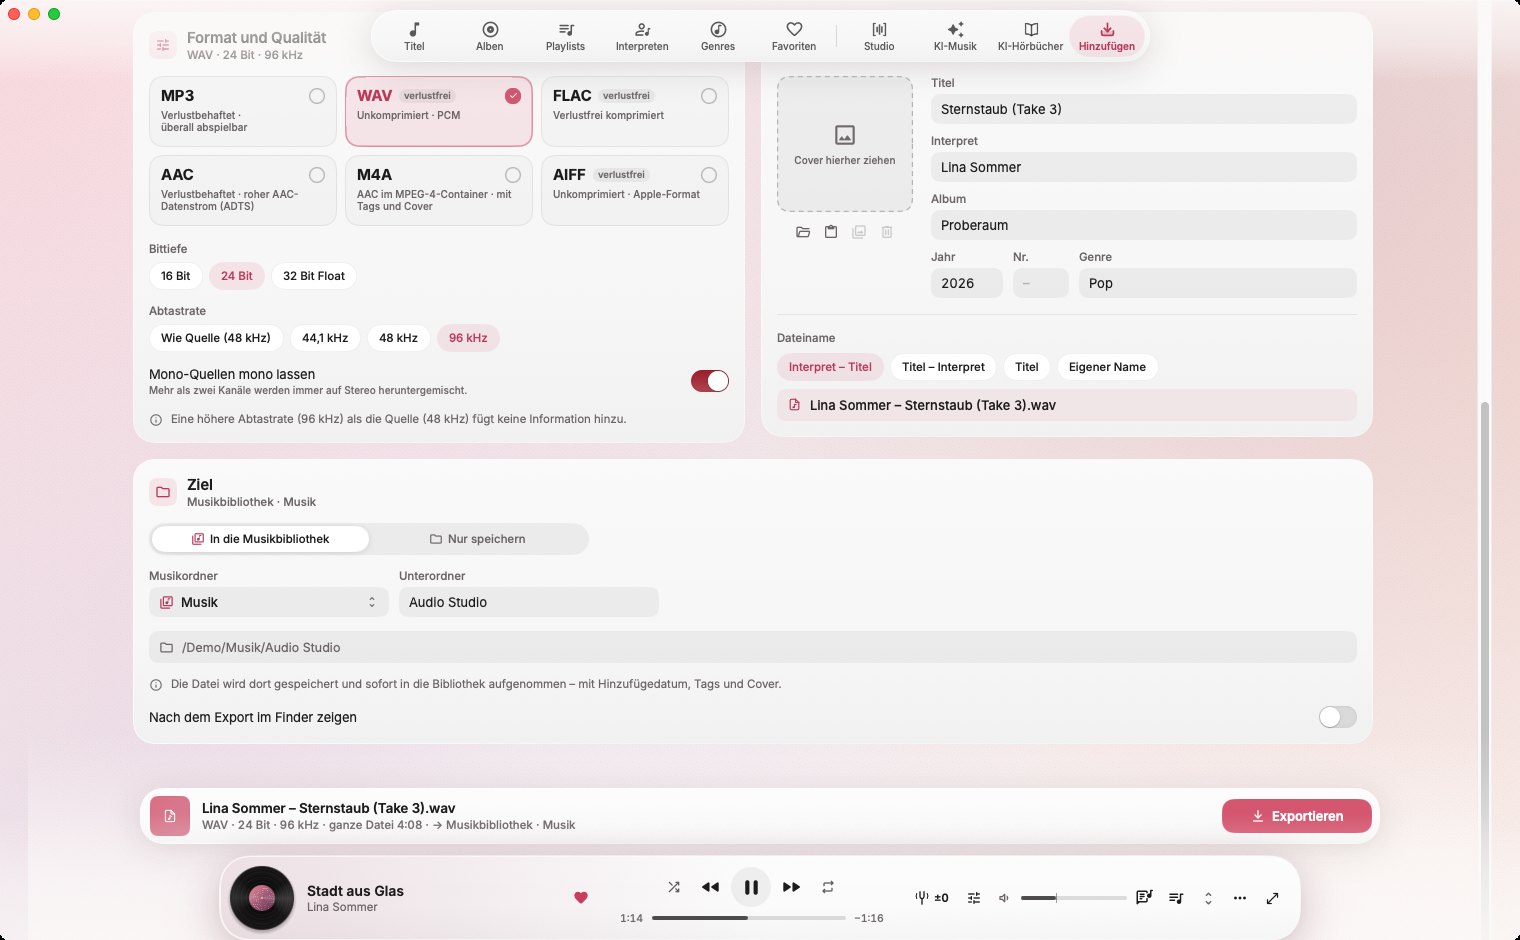 Titel
Alben
Playlists
Interpreten
Genres
Favoriten
Studio
KI-Musik
KI-Hörbücher
Hinzufügen
Format und Qualität
WAV · 24 Bit · 96 kHz
MP3
Verlustbehaftet ·
überall abspielbar
WAV verlustfrei
Unkomprimiert · PCM
FLAC verlustfrei
Verlustfrei komprimiert
AAC
Verlustbehaftet · roher AAC-
Datenstrom (ADTS)
M4A
AAC im MPEG-4-Container · mit
Tags und Cover
AIFF verlustfrei
Unkomprimiert · Apple-Format
Bittiefe
16 Bit
24 Bit
32 Bit Float
Abtastrate
Wie Quelle (48 kHz)
44,1 kHz
48 kHz
96 kHz
Mono-Quellen mono lassen
Mehr als zwei Kanäle werden immer auf Stereo heruntergemischt.
Eine höhere Abtastrate (96 kHz) als die Quelle (48 kHz) fügt keine Information hinzu.
Cover hierher ziehen
Titel
Sternstaub (Take 3)
Interpret
Lina Sommer
Album
Proberaum
Jahr
2026
Nr.
–
Genre
Pop
Dateiname
Interpret – Titel
Titel – Interpret
Titel
Eigener Name
Lina Sommer – Sternstaub (Take 3).wav
Ziel
Musikbibliothek · Musik
In die Musikbibliothek
Nur speichern
Musikordner
Musik
Unterordner
Audio Studio
/Demo/Musik/Audio Studio
Die Datei wird dort gespeichert und sofort in die Bibliothek aufgenommen – mit Hinzufügedatum, Tags und Cover.
Nach dem Export im Finder zeigen
Lina Sommer – Sternstaub (Take 3).wav
WAV · 24 Bit · 96 kHz · ganze Datei 4:08 · → Musikbibliothek · Musik
Exportieren
Stadt aus Glas
Lina Sommer
1:14
−1:16
±0